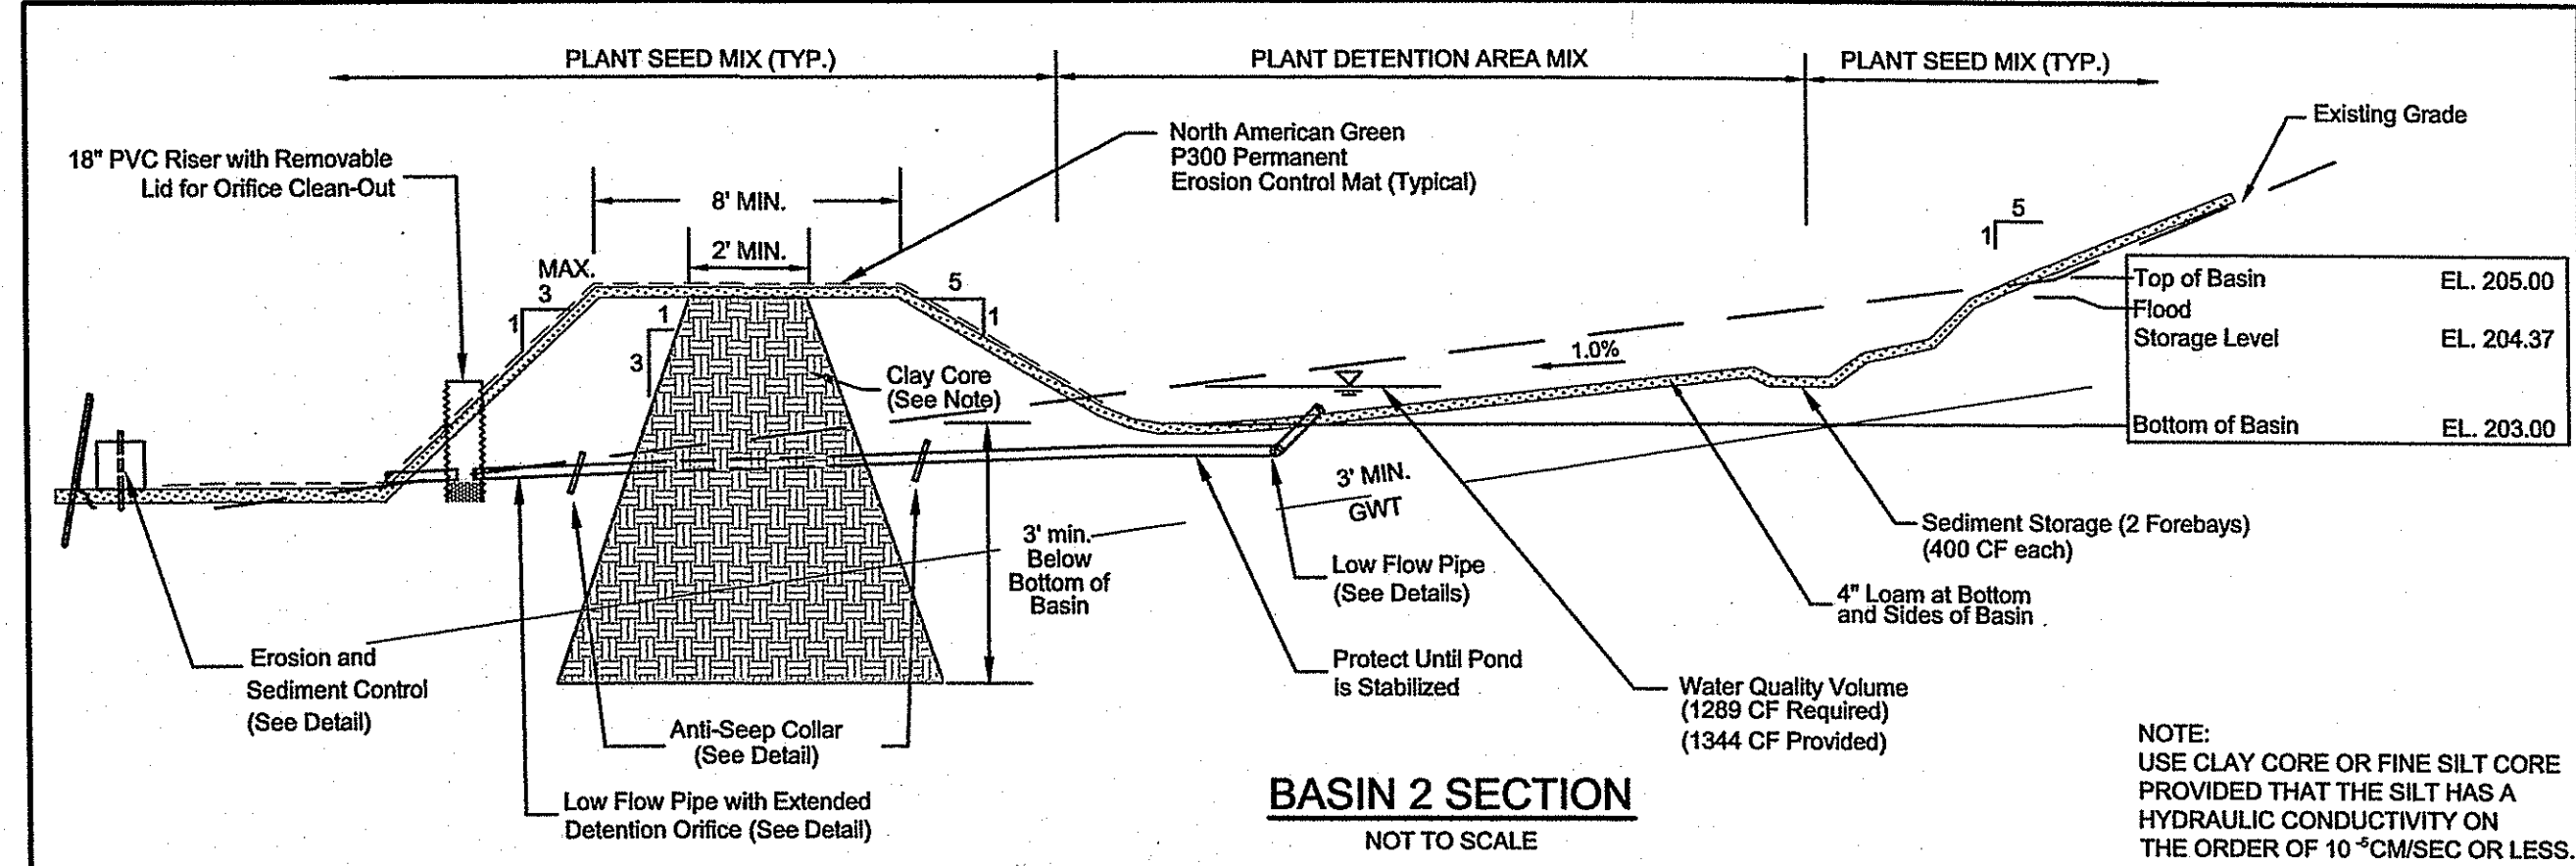 PLANT SEED MIX (TYP.)
PLANT DETENTION AREA MIX
PLANT SEED MIX (TYP.)
North American Green
P300 Permanent
Erosion Control Mat (Typical)
Existing Grade
18" PVC Riser with Removable
Lid for Orifice Clean-Out
8' MIN.
2' MIN.
MAX.
3
1
1
3
5
1
5
1
Top of Basin EL. 205.00
Flood
Storage Level EL. 204.37
Bottom of Basin EL. 203.00
1.0%
Clay Core
(See Note)
3' MIN.
GWT
3' min.
Below
Bottom of
Basin
Low Flow Pipe
(See Details)
Sediment Storage (2 Forebays)
(400 CF each)
4" Loam at Bottom
and Sides of Basin
Erosion and
Sediment Control
(See Detail)
Protect Until Pond
is Stabilized
Water Quality Volume
(1289 CF Required)
(1344 CF Provided)
Anti-Seep Collar
(See Detail)
Low Flow Pipe with Extended
Detention Orifice (See Detail)
BASIN 2 SECTION
NOT TO SCALE
NOTE:
USE CLAY CORE OR FINE SILT CORE
PROVIDED THAT THE SILT HAS A
HYDRAULIC CONDUCTIVITY ON
THE ORDER OF 10 ⁻⁵CM/SEC OR LESS.